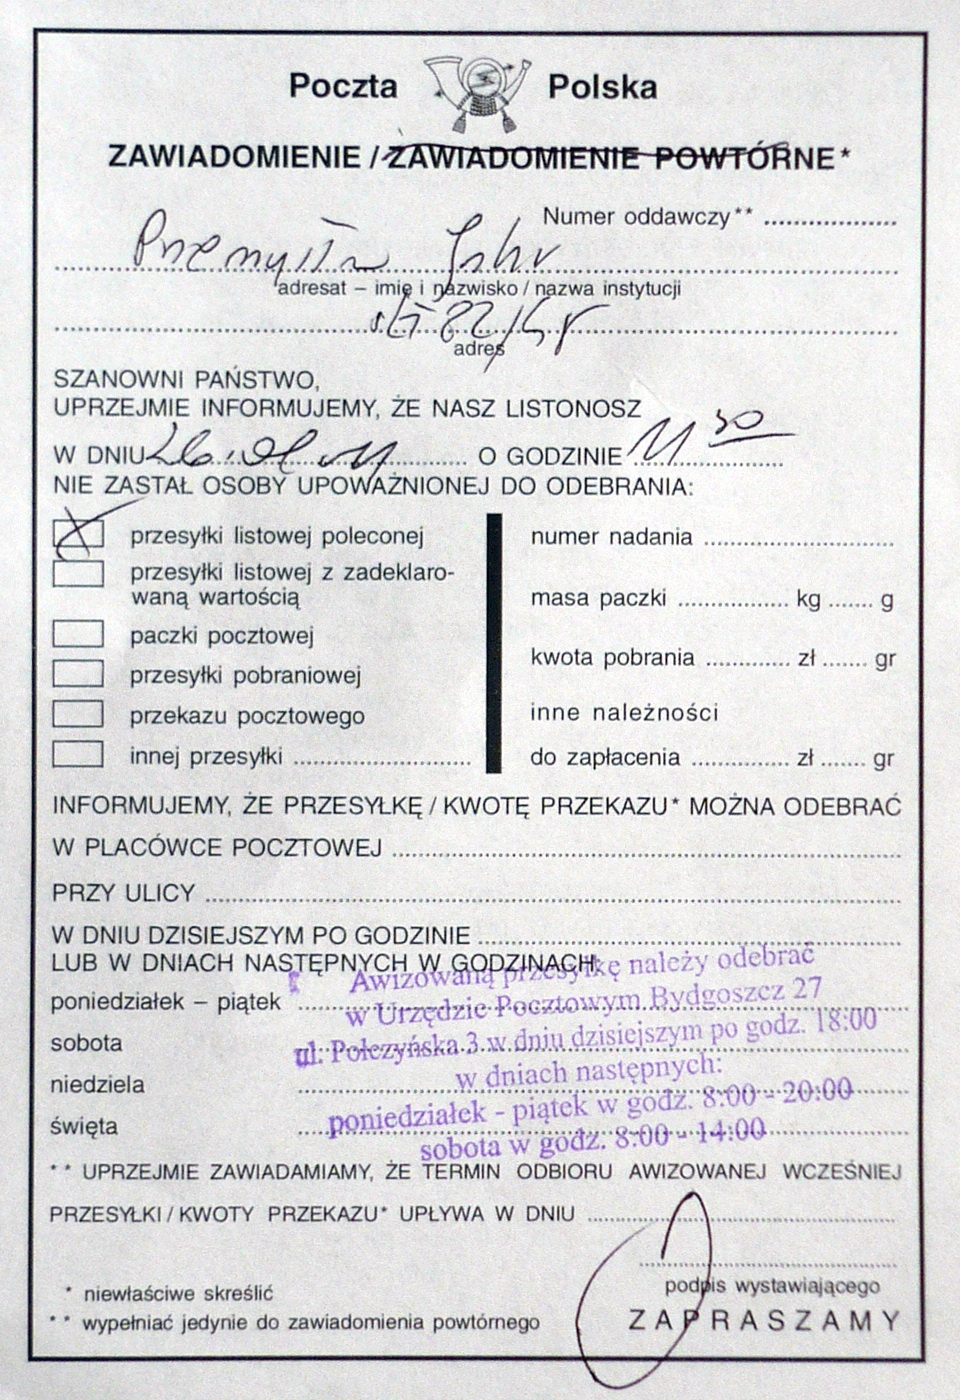 Poczta Polska
ZAWIADOMIENIE / ZAWIADOMIENIE POWTÓRNE*
Numer oddawczy** ....................
adresat – imię i nazwisko / nazwa instytucji
adres
SZANOWNI PAŃSTWO,
UPRZEJMIE INFORMUJEMY, ŻE NASZ LISTONOSZ
W DNIU O GODZINIE 11 30
NIE ZASTAŁ OSOBY UPOWAŻNIONEJ DO ODEBRANIA:
X przesyłki listowej poleconej
przesyłki listowej z zadeklaro-
waną wartością
paczki pocztowej
przesyłki pobraniowej
przekazu pocztowego
innej przesyłki ....................
numer nadania ....................
masa paczki ............ kg ....... g
kwota pobrania ............ zł ....... gr
inne należności
do zapłacenia ............ zł ....... gr
INFORMUJEMY, ŻE PRZESYŁKĘ / KWOTĘ PRZEKAZU* MOŻNA ODEBRAĆ
W PLACÓWCE POCZTOWEJ ....................
PRZY ULICY ....................
W DNIU DZISIEJSZYM PO GODZINIE ....................
LUB W DNIACH NASTĘPNYCH W GODZINACH:
poniedziałek – piątek
sobota
niedziela
święta
Awizowaną przesyłkę należy odebrać
w Urzędzie Pocztowym Bydgoszcz 27
ul. Połczyńska 3 w dniu dzisiejszym po godz. 18:00
w dniach następnych:
poniedziałek - piątek w godz. 8:00 - 20:00
sobota w godz. 8:00 - 14:00
** UPRZEJMIE ZAWIADAMIAMY, ŻE TERMIN ODBIORU AWIZOWANEJ WCZEŚNIEJ
PRZESYŁKI / KWOTY PRZEKAZU* UPŁYWA W DNIU ....................
podpis wystawiającego
* niewłaściwe skreślić
** wypełniać jedynie do zawiadomienia powtórnego
ZAPRASZAMY